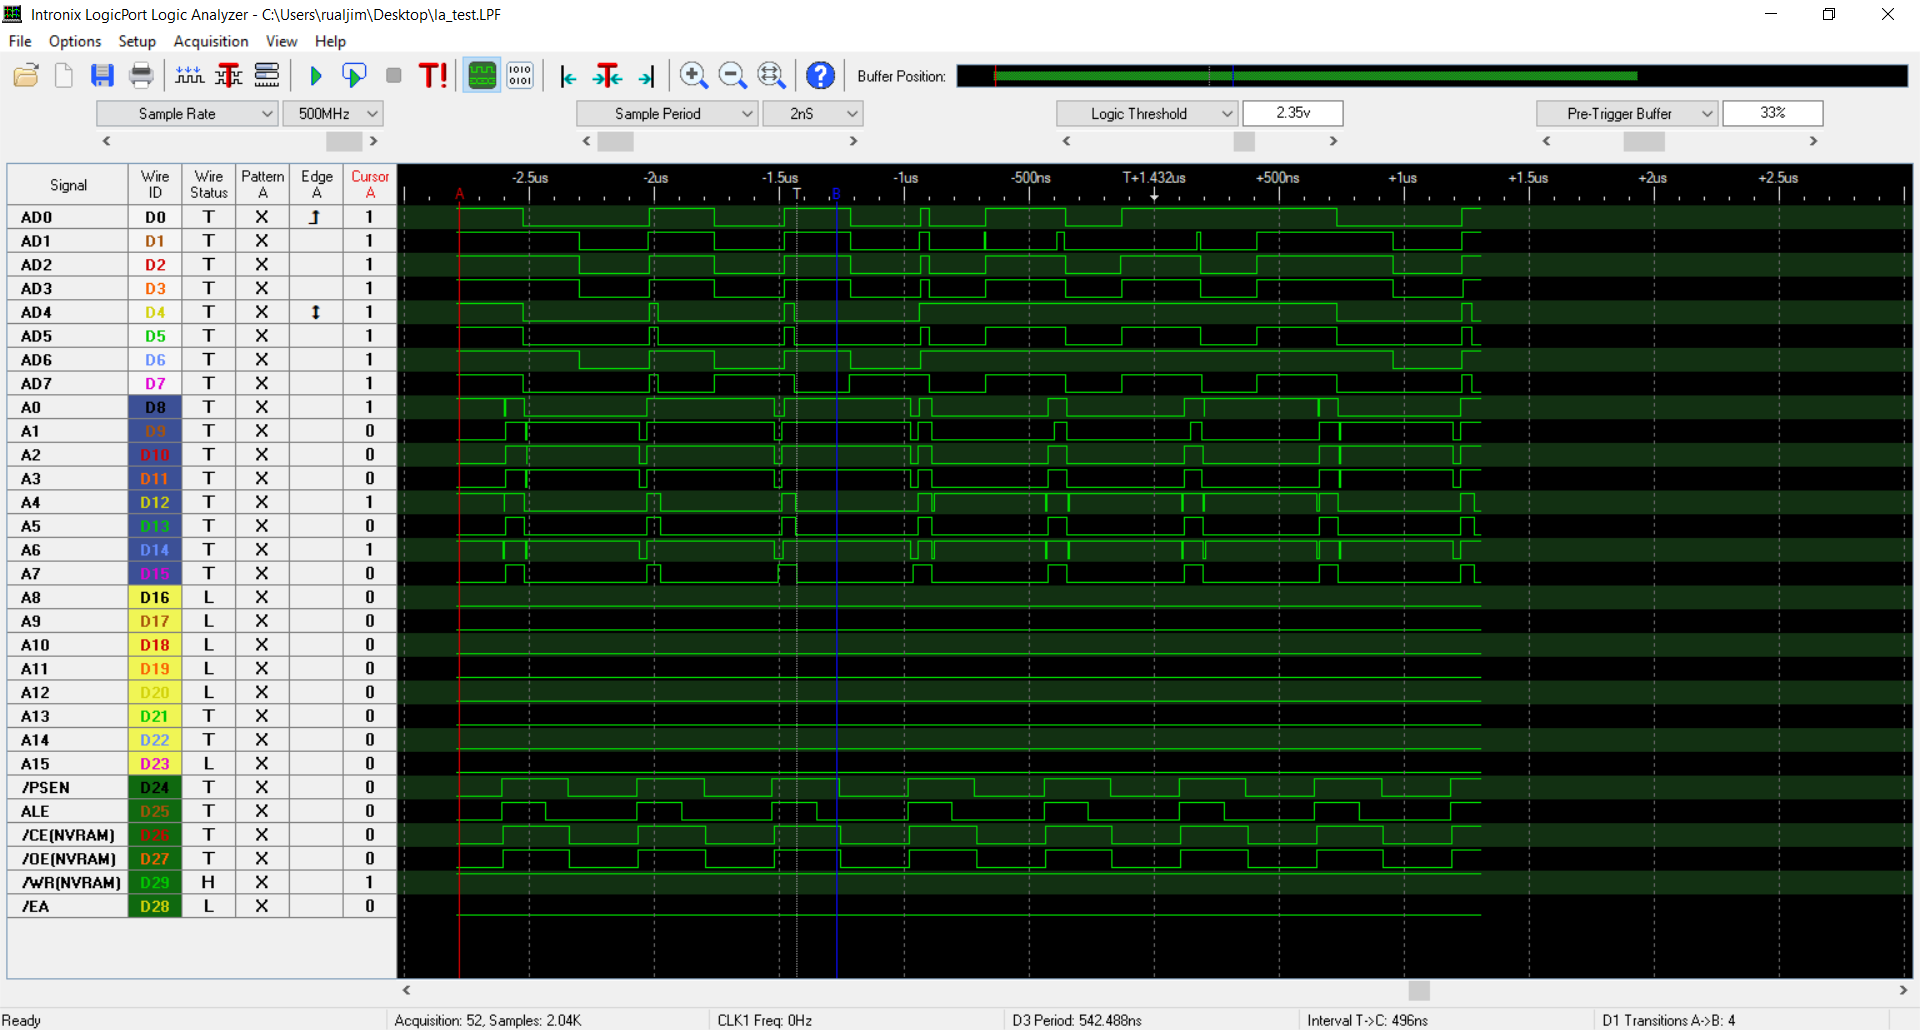 Intronix LogicPort Logic Analyzer - C:\Users\rualjim\Desktop\la_test.LPF
File Options Setup Acquisition View Help
T! 1010 0101 ? Buffer Position:
Sample Rate 500MHz Sample Period 2nS Logic Threshold 2.35v Pre-Trigger Buffer 33%
Signal Wire ID Wire Status Pattern A Edge A Cursor A
-2.5us -2us -1.5us -1us -500ns T+1.432us +500ns +1us +1.5us +2us +2.5us
A T B
AD0 D0 T X 1
AD1 D1 T X 1
AD2 D2 T X 1
AD3 D3 T X 1
AD4 D4 T X 1
AD5 D5 T X 1
AD6 D6 T X 1
AD7 D7 T X 1
A0 D8 T X 1
A1 D9 T X 0
A2 D10 T X 0
A3 D11 T X 0
A4 D12 T X 1
A5 D13 T X 0
A6 D14 T X 1
A7 D15 T X 0
A8 D16 L X 0
A9 D17 L X 0
A10 D18 L X 0
A11 D19 L X 0
A12 D20 L X 0
A13 D21 T X 0
A14 D22 T X 0
A15 D23 L X 0
/PSEN D24 T X 0
ALE D25 T X 0
/CE(NVRAM) D26 T X 0
/OE(NVRAM) D27 T X 0
/WR(NVRAM) D29 H X 1
/EA D28 L X 0
Ready Acquisition: 52, Samples: 2.04K CLK1 Freq: 0Hz D3 Period: 542.488ns Interval T->C: 496ns D1 Transitions A->B: 4